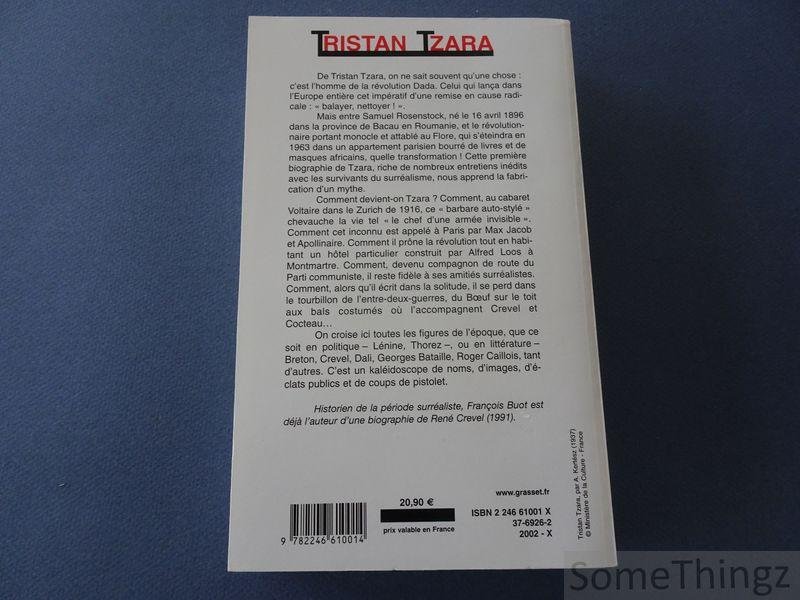 TRISTAN TZARA
De Tristan Tzara, on ne sait souvent qu'une chose :
c'est l'homme de la révolution Dada. Celui qui lança dans
l'Europe entière cet impératif d'une remise en cause radi-
cale : « balayer, nettoyer ! ».
Mais entre Samuel Rosenstock, né le 16 avril 1896
dans la province de Bacau en Roumanie, et le révolution-
naire portant monocle et attablé au Flore, qui s'éteindra en
1963 dans un appartement parisien bourré de livres et de
masques africains, quelle transformation ! Cette première
biographie de Tzara, riche de nombreux entretiens inédits
avec les survivants du surréalisme, nous apprend la fabri-
cation d'un mythe.
Comment devient-on Tzara ? Comment, au cabaret
Voltaire dans le Zurich de 1916, ce « barbare auto-stylé »
chevauche la vie tel « le chef d'une armée invisible ».
Comment cet inconnu est appelé à Paris par Max Jacob
et Apollinaire. Comment il prône la révolution tout en habi-
tant un hôtel particulier construit par Alfred Loos à
Montmartre. Comment, devenu compagnon de route du
Parti communiste, il reste fidèle à ses amitiés surréalistes.
Comment, alors qu'il écrit dans la solitude, il se perd dans
le tourbillon de l'entre-deux-guerres, du Bœuf sur le toit
aux bals costumés où l'accompagnent Crevel et
Cocteau...
On croise ici toutes les figures de l'époque, que ce
soit en politique – Lénine, Thorez –, ou en littérature –
Breton, Crevel, Dali, Georges Bataille, Roger Caillois, tant
d'autres. C'est un kaléidoscope de noms, d'images, d'é-
clats publics et de coups de pistolet.
Historien de la période surréaliste, François Buot est
déjà l'auteur d'une biographie de René Crevel (1991).
Tristan Tzara, par A. Kertész (1937)
© Ministère de la Culture - France
www.grasset.fr
20,90 €
prix valable en France
ISBN 2 246 61001 X
37-6926-2
2002 - X
9 782246 610014
SomeThingz